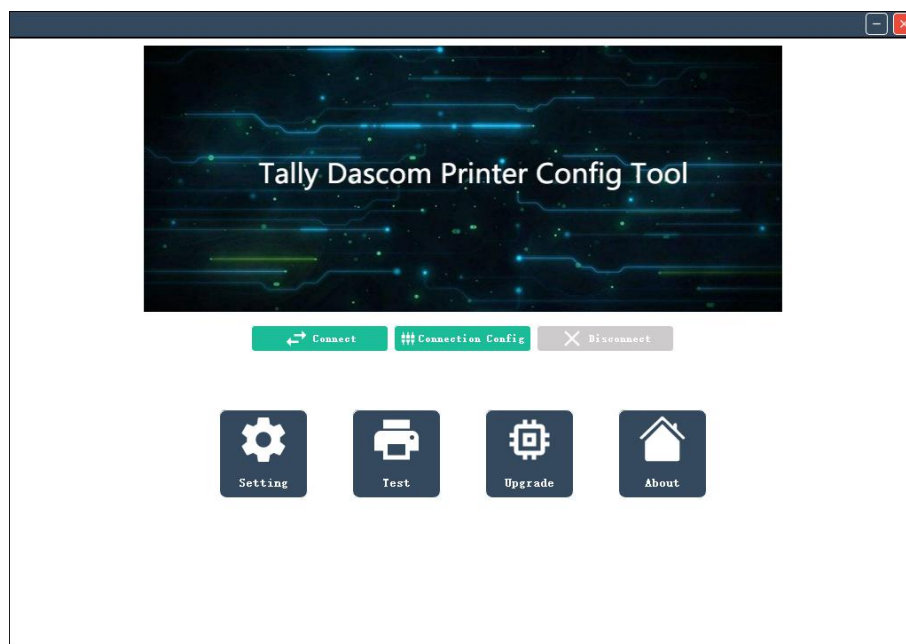 Tally Dascom Printer Config Tool
Connect
Connection Config
Disconnect
Setting
Test
Upgrade
About